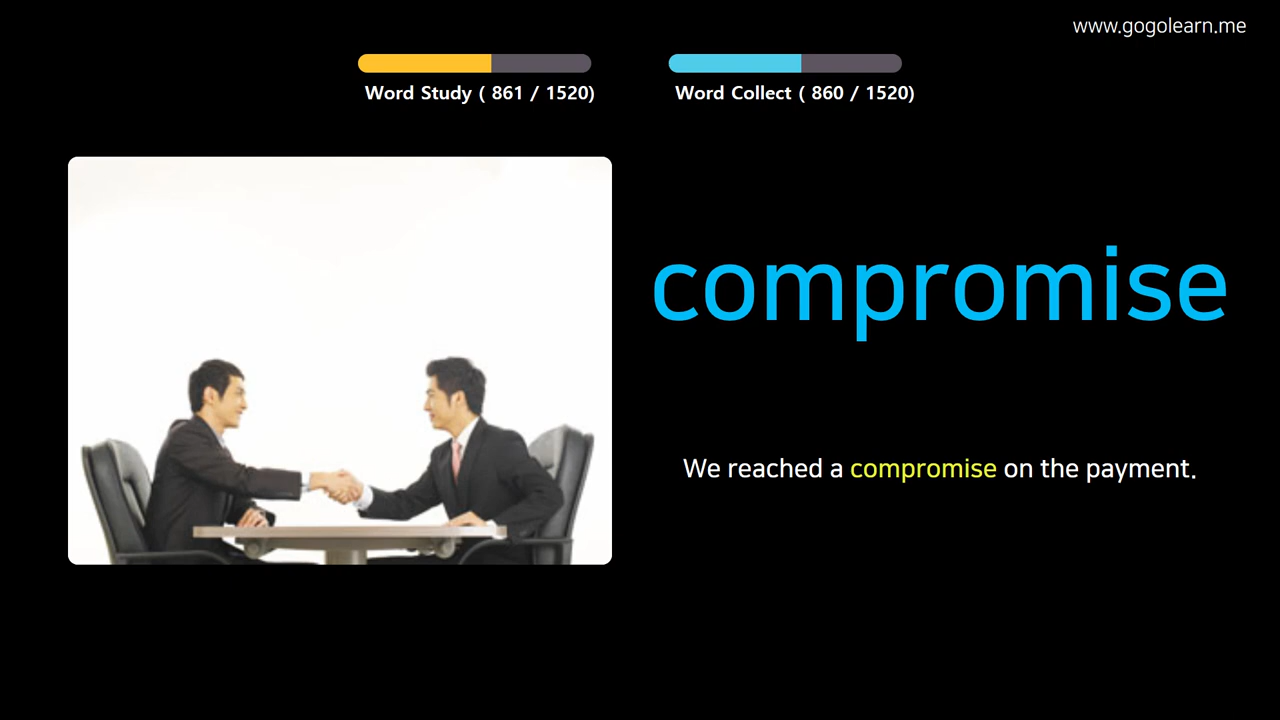 www.gogolearn.me
Word Study ( 861 / 1520)
Word Collect ( 860 / 1520)
compromise
We reached a compromise on the payment.